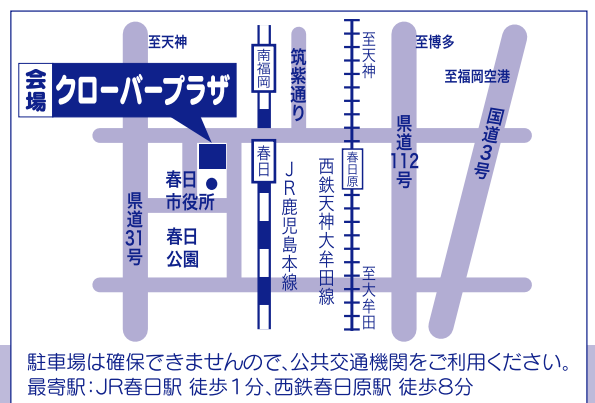 至天神
会場 クローバープラザ
南福岡
筑紫通り
至天神
至博多
至福岡空港
国道3号
県道112号
春日
春日原
春日市役所
県道31号
春日公園
JR鹿児島本線
西鉄天神大牟田線
至大牟田
駐車場は確保できませんので、公共交通機関をご利用ください。
最寄駅：JR春日駅 徒歩1分、西鉄春日原駅 徒歩8分